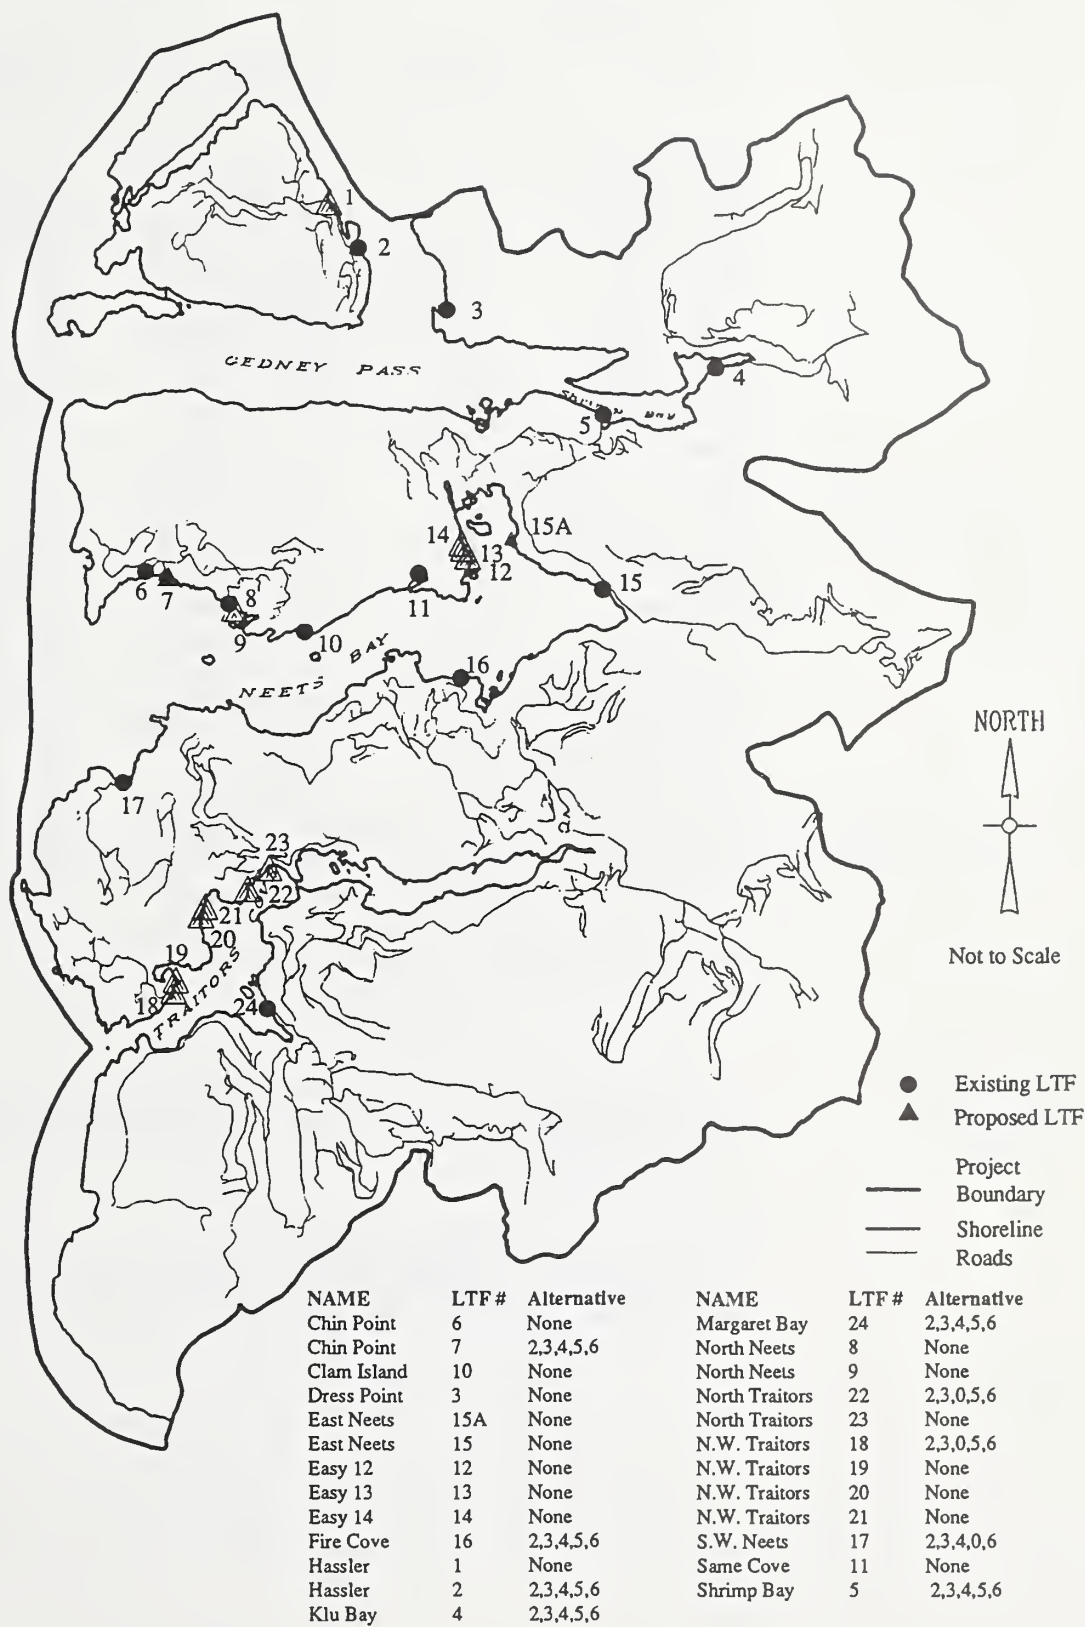 1
2
3
GEDNEY PASS
4
SHRIMP BAY
5
14
15A
13
12
6
7
8
11
15
9
10
NEETS BAY
16
NORTH
17
23
22
21
20
19
Not to Scale
18
TRAITORS
24
Existing LTF
Proposed LTF
Project
Boundary
Shoreline
Roads
NAME LTF # Alternative NAME LTF # Alternative
Chin Point 6 None Margaret Bay 24 2,3,4,5,6
Chin Point 7 2,3,4,5,6 North Neets 8 None
Clam Island 10 None North Neets 9 None
Dress Point 3 None North Traitors 22 2,3,0,5,6
East Neets 15A None North Traitors 23 None
East Neets 15 None N.W. Traitors 18 2,3,0,5,6
Easy 12 12 None N.W. Traitors 19 None
Easy 13 13 None N.W. Traitors 20 None
Easy 14 14 None N.W. Traitors 21 None
Fire Cove 16 2,3,4,5,6 S.W. Neets 17 2,3,4,0,6
Hassler 1 None Same Cove 11 None
Hassler 2 2,3,4,5,6 Shrimp Bay 5 2,3,4,5,6
Klu Bay 4 2,3,4,5,6